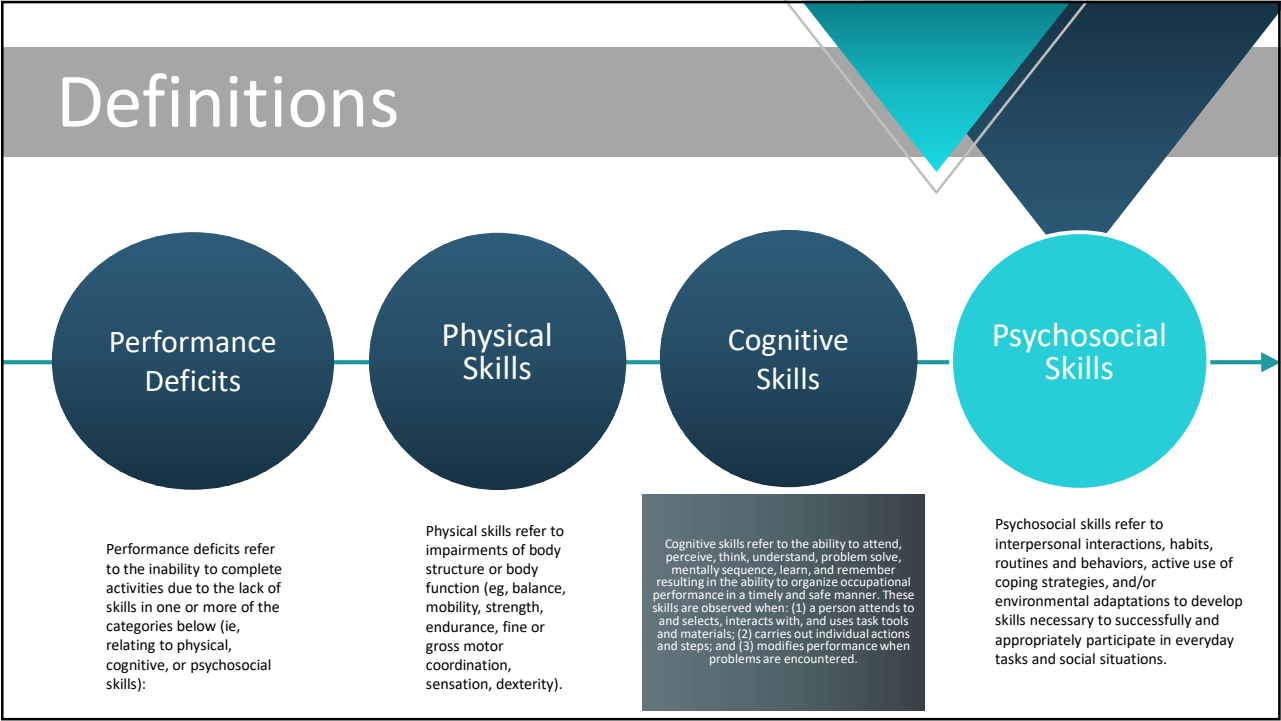 Definitions
Performance
Deficits
Physical
Skills
Cognitive
Skills
Psychosocial
Skills
Performance deficits refer
to the inability to complete
activities due to the lack of
skills in one or more of the
categories below (ie,
relating to physical,
cognitive, or psychosocial
skills):
Physical skills refer to
impairments of body
structure or body
function (eg, balance,
mobility, strength,
endurance, fine or
gross motor
coordination,
sensation, dexterity).
Cognitive skills refer to the ability to attend,
perceive, think, understand, problem solve,
mentally sequence, learn, and remember
resulting in the ability to organize occupational
performance in a timely and safe manner. These
skills are observed when: (1) a person attends to
and selects, interacts with, and uses task tools
and materials; (2) carries out individual actions
and steps; and (3) modifies performance when
problems are encountered.
Psychosocial skills refer to
interpersonal interactions, habits,
routines and behaviors, active use of
coping strategies, and/or
environmental adaptations to develop
skills necessary to successfully and
appropriately participate in everyday
tasks and social situations.